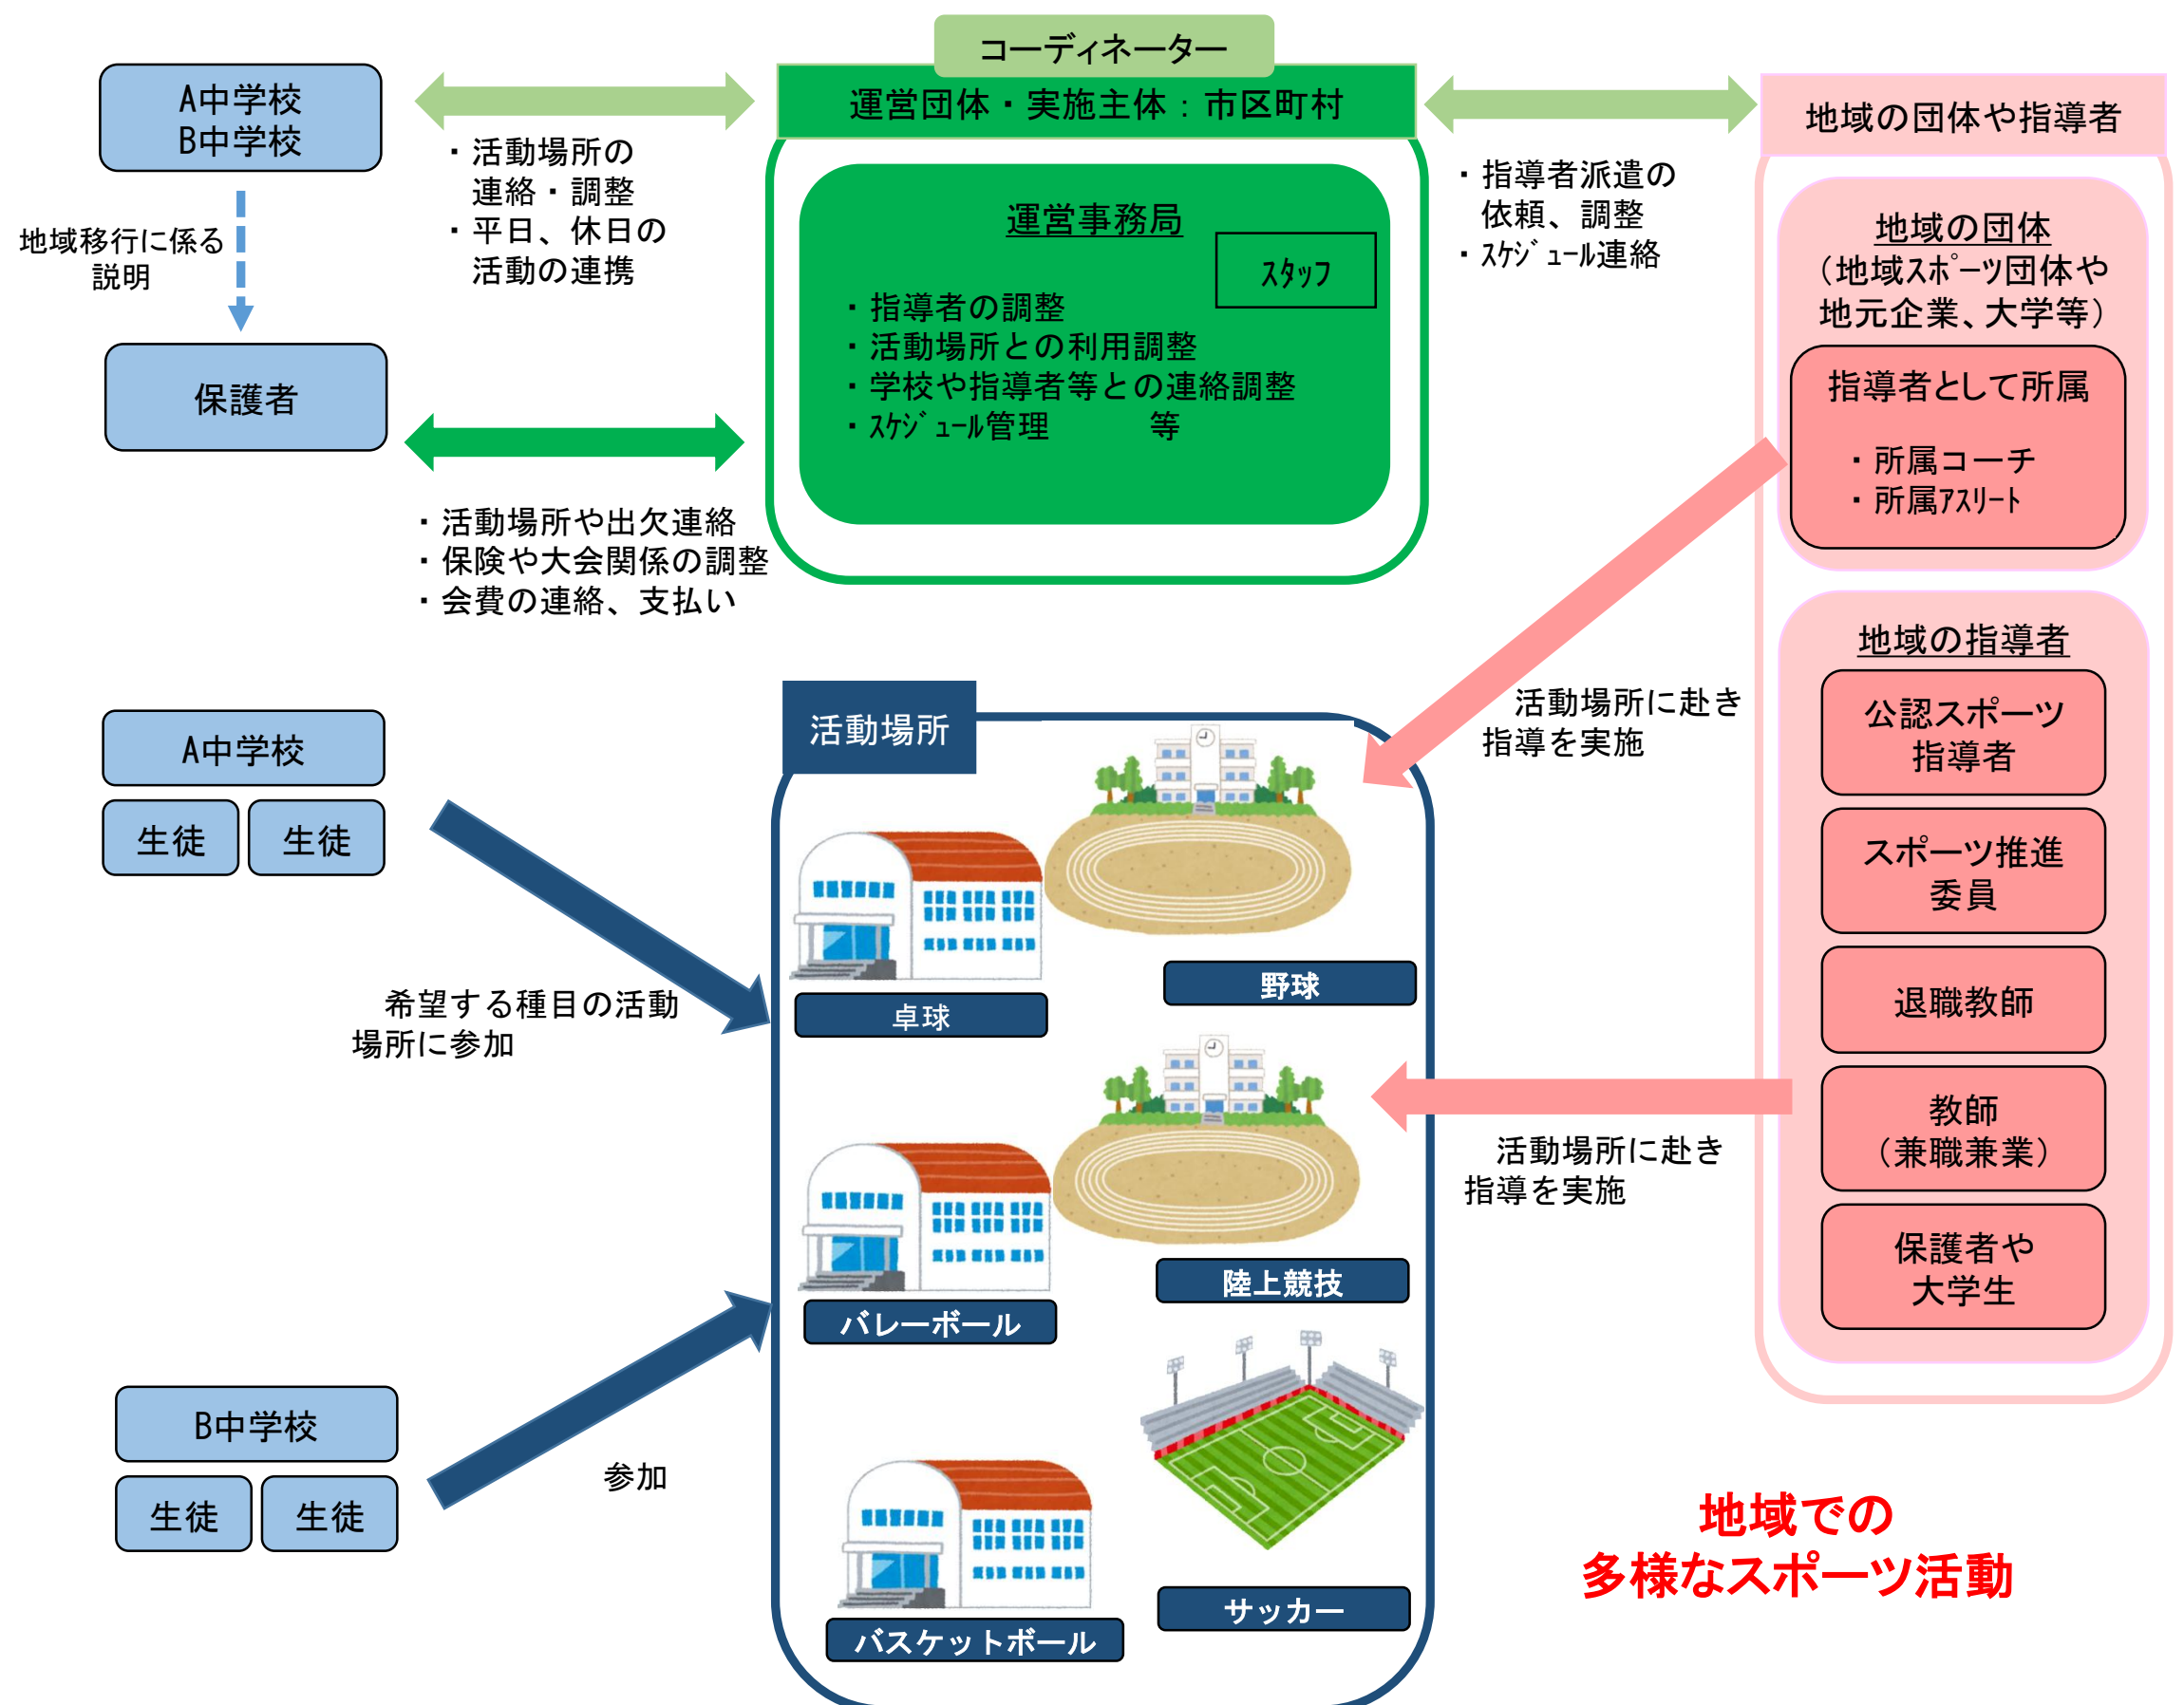 コーディネーター
運営団体・実施主体：市区町村
A中学校
B中学校
地域移行に係る
説明
保護者
・活動場所の
連絡・調整
・平日、休日の
活動の連携
・活動場所や出欠連絡
・保険や大会関係の調整
・会費の連絡、支払い
運営事務局
スタッフ
・指導者の調整
・活動場所との利用調整
・学校や指導者等との連絡調整
・スケジュール管理　　　等
・指導者派遣の
依頼、調整
・スケジュール連絡
地域の団体や指導者
地域の団体
（地域スポーツ団体や
地元企業、大学等）
指導者として所属
・所属コーチ
・所属アスリート
地域の指導者
公認スポーツ
指導者
スポーツ推進
委員
退職教師
教師
（兼職兼業）
保護者や
大学生
活動場所に赴き
指導を実施
活動場所に赴き
指導を実施
A中学校
生徒
生徒
希望する種目の活動
場所に参加
B中学校
生徒
生徒
参加
活動場所
野球
卓球
陸上競技
バレーボール
サッカー
バスケットボール
地域での
多様なスポーツ活動